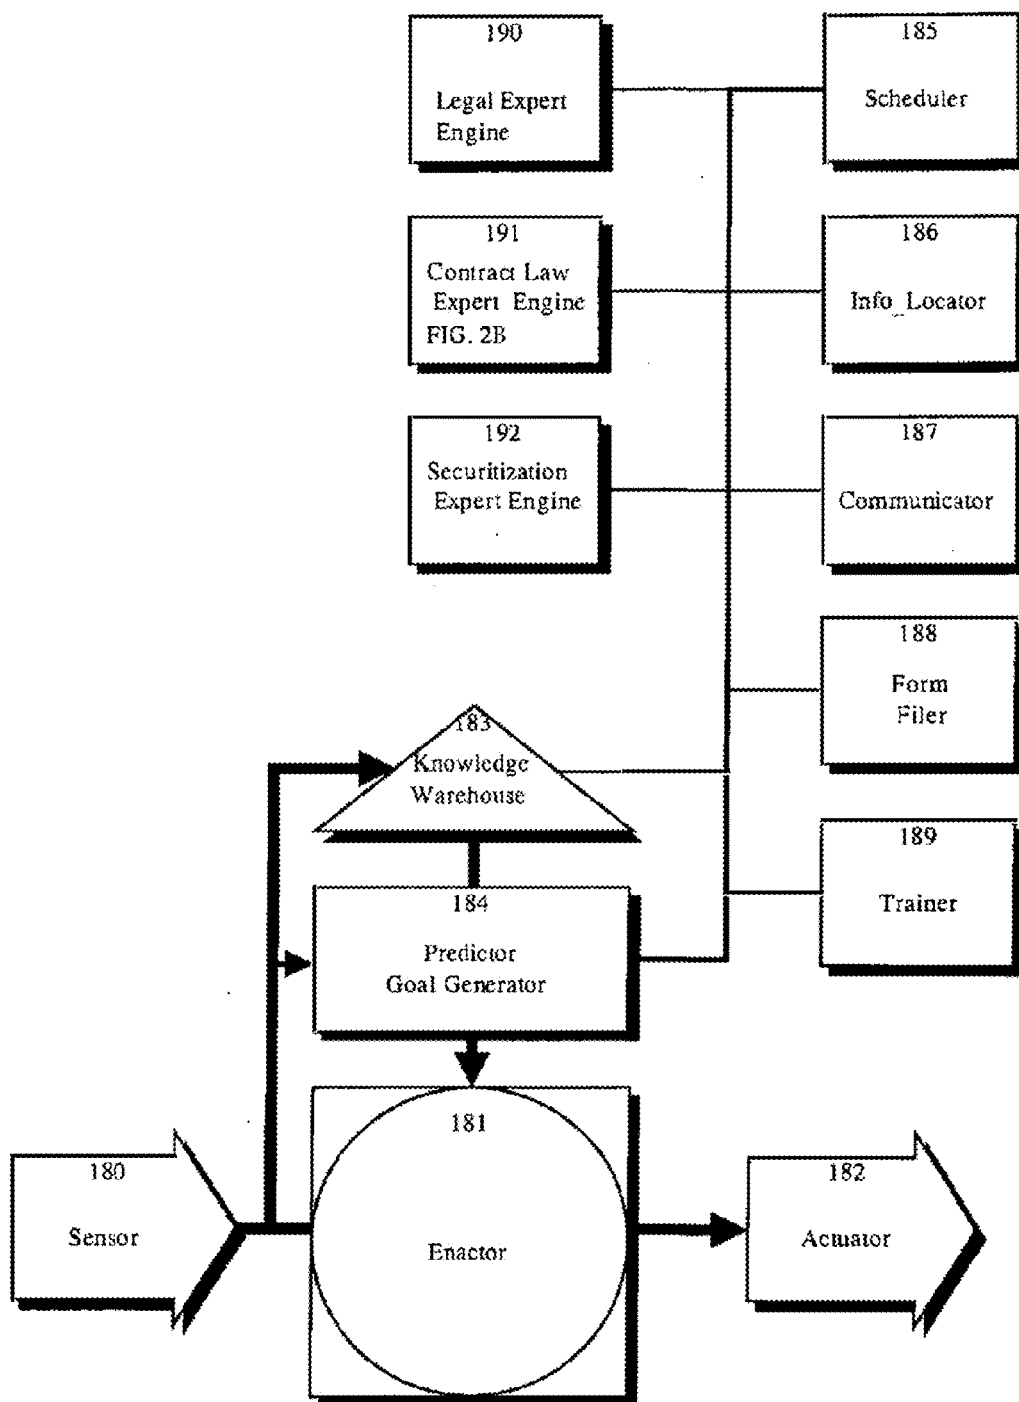 190
Legal Expert
Engine
185
Scheduler
191
Contract Law
Expert Engine
FIG. 2B
186
Info_Locator
192
Securitization
Expert Engine
187
Communicator
188
Form
Filer
183
Knowledge
Warehouse
184
Predictor
Goal Generator
189
Trainer
181
Enactor
180
Sensor
182
Actuator